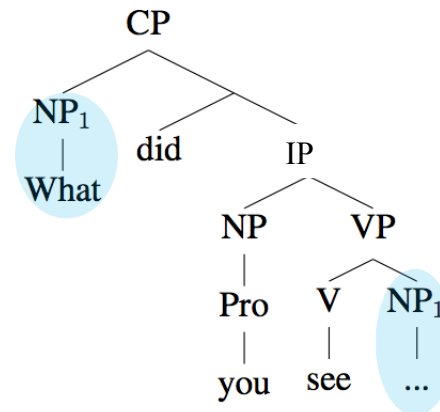 CP
NP₁
did
IP
What
NP VP
Pro V NP₁
you see ...